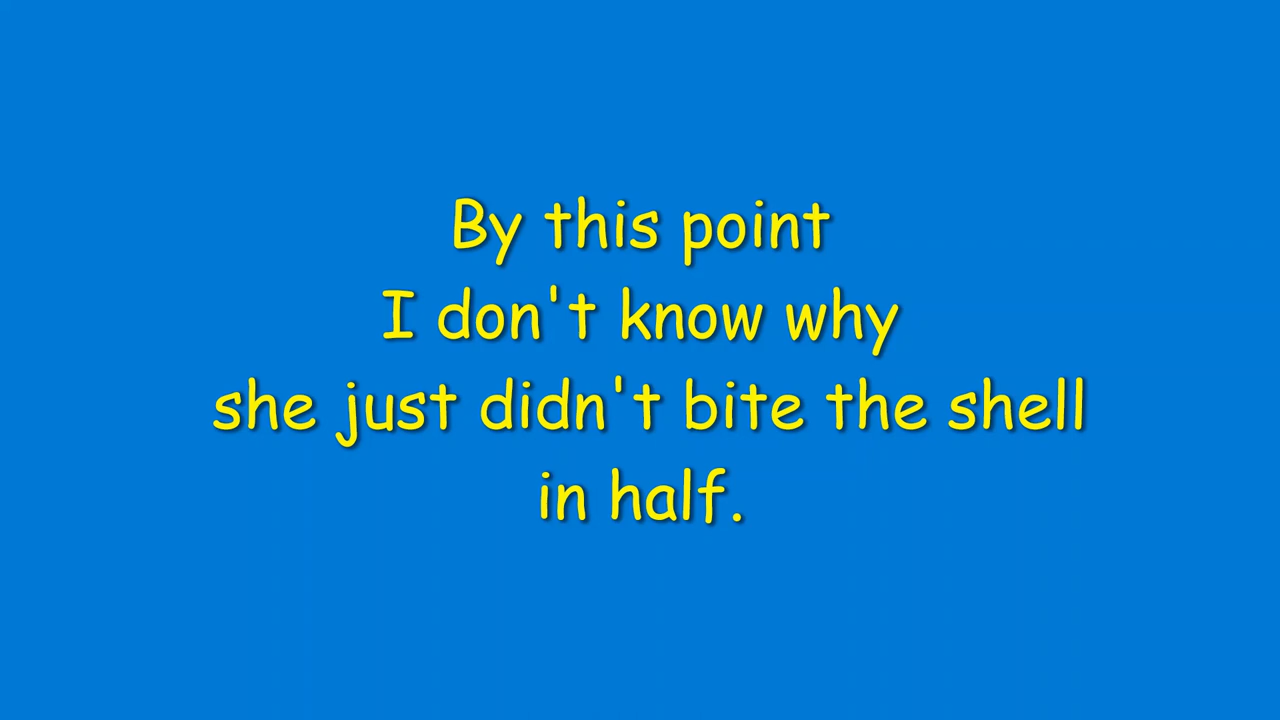 By this point
I don't know why
she just didn't bite the shell
in half.